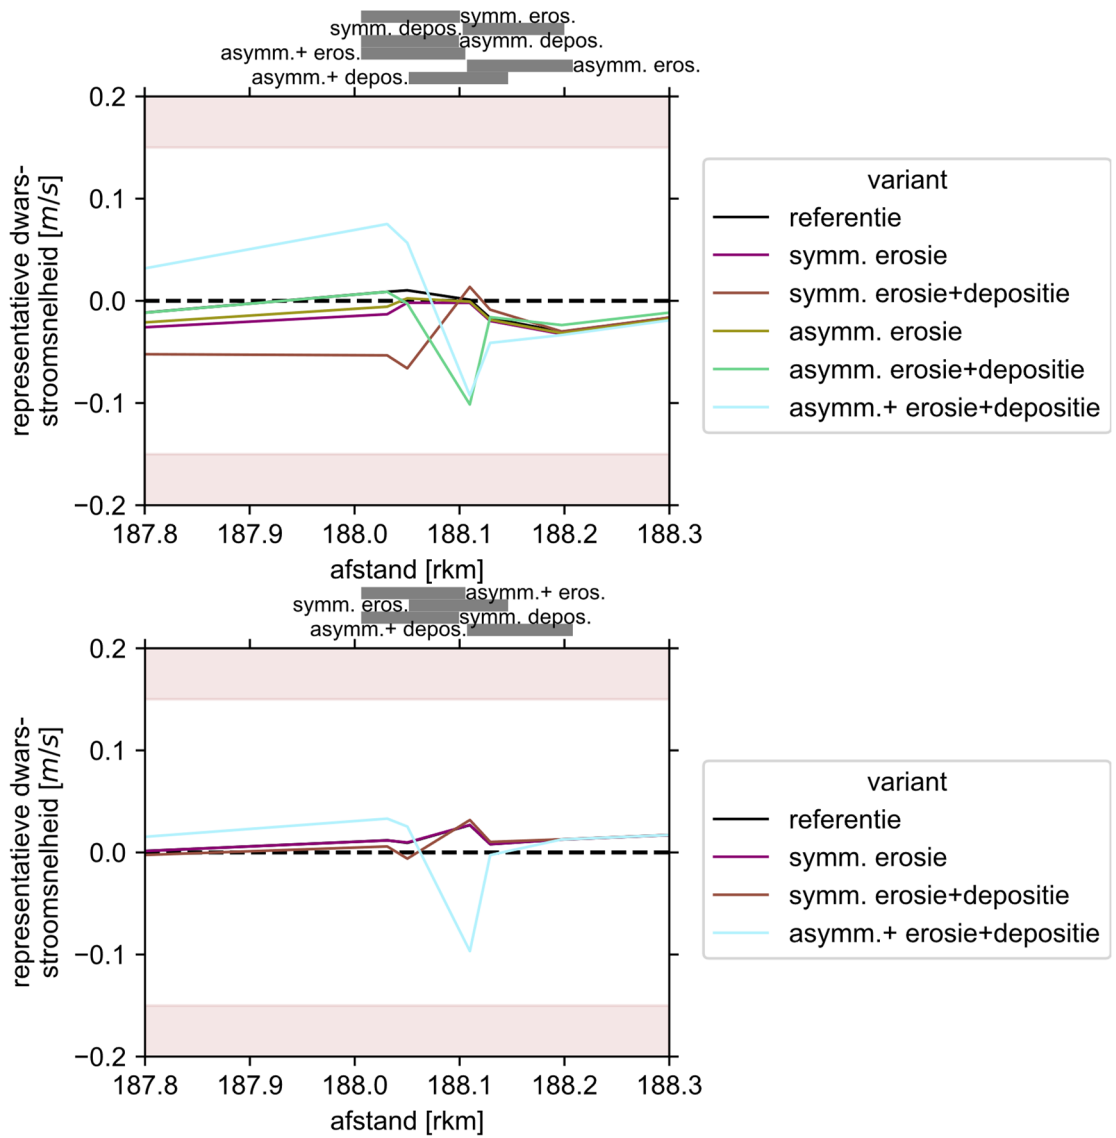 symm. eros.
symm. depos.
asymm. depos.
asymm.+ eros.
asymm. eros.
asymm.+ depos.
0.2
0.1
0.0
−0.1
−0.2
representatieve dwars-
stroomsnelheid [m/s]
187.8 187.9 188.0 188.1 188.2 188.3
afstand [rkm]
variant
referentie
symm. erosie
symm. erosie+depositie
asymm. erosie
asymm. erosie+depositie
asymm.+ erosie+depositie
asymm.+ eros.
symm. eros.
symm. depos.
asymm.+ depos.
0.2
0.1
0.0
−0.1
−0.2
representatieve dwars-
stroomsnelheid [m/s]
187.8 187.9 188.0 188.1 188.2 188.3
afstand [rkm]
variant
referentie
symm. erosie
symm. erosie+depositie
asymm.+ erosie+depositie